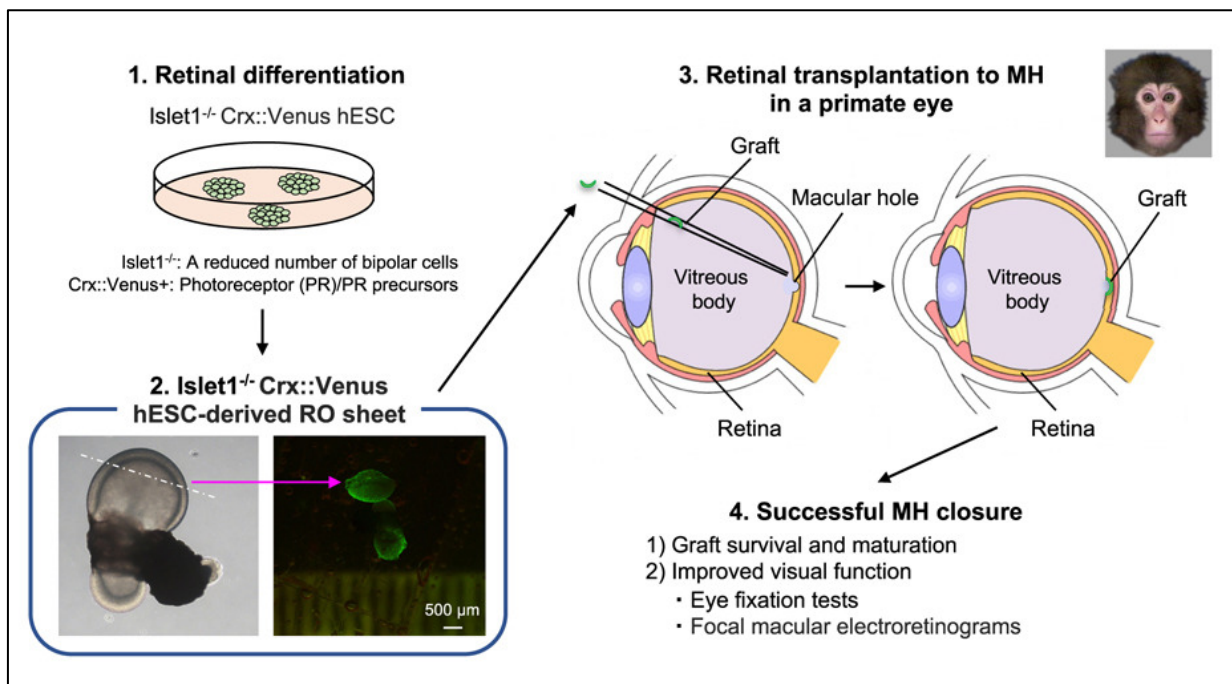 1. Retinal differentiation
Islet1-/- Crx::Venus hESC
Islet1-/-: A reduced number of bipolar cells
Crx::Venus+: Photoreceptor (PR)/PR precursors
2. Islet1-/- Crx::Venus
hESC-derived RO sheet
500 μm
3. Retinal transplantation to MH
in a primate eye
Graft
Macular hole
Vitreous
body
Retina
Graft
Vitreous
body
Retina
4. Successful MH closure
1) Graft survival and maturation
2) Improved visual function
・Eye fixation tests
・Focal macular electroretinograms